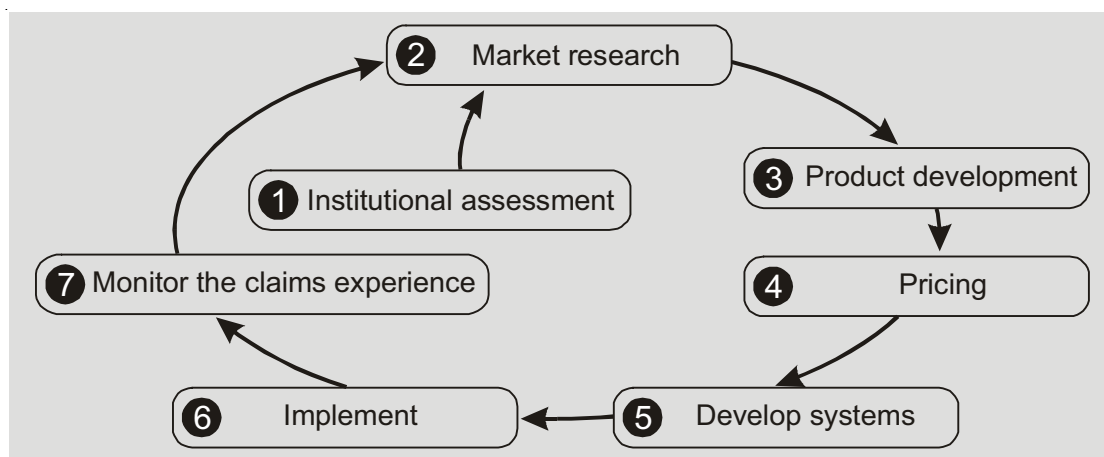 2 Market research
1 Institutional assessment
3 Product development
7 Monitor the claims experience
4 Pricing
6 Implement
5 Develop systems